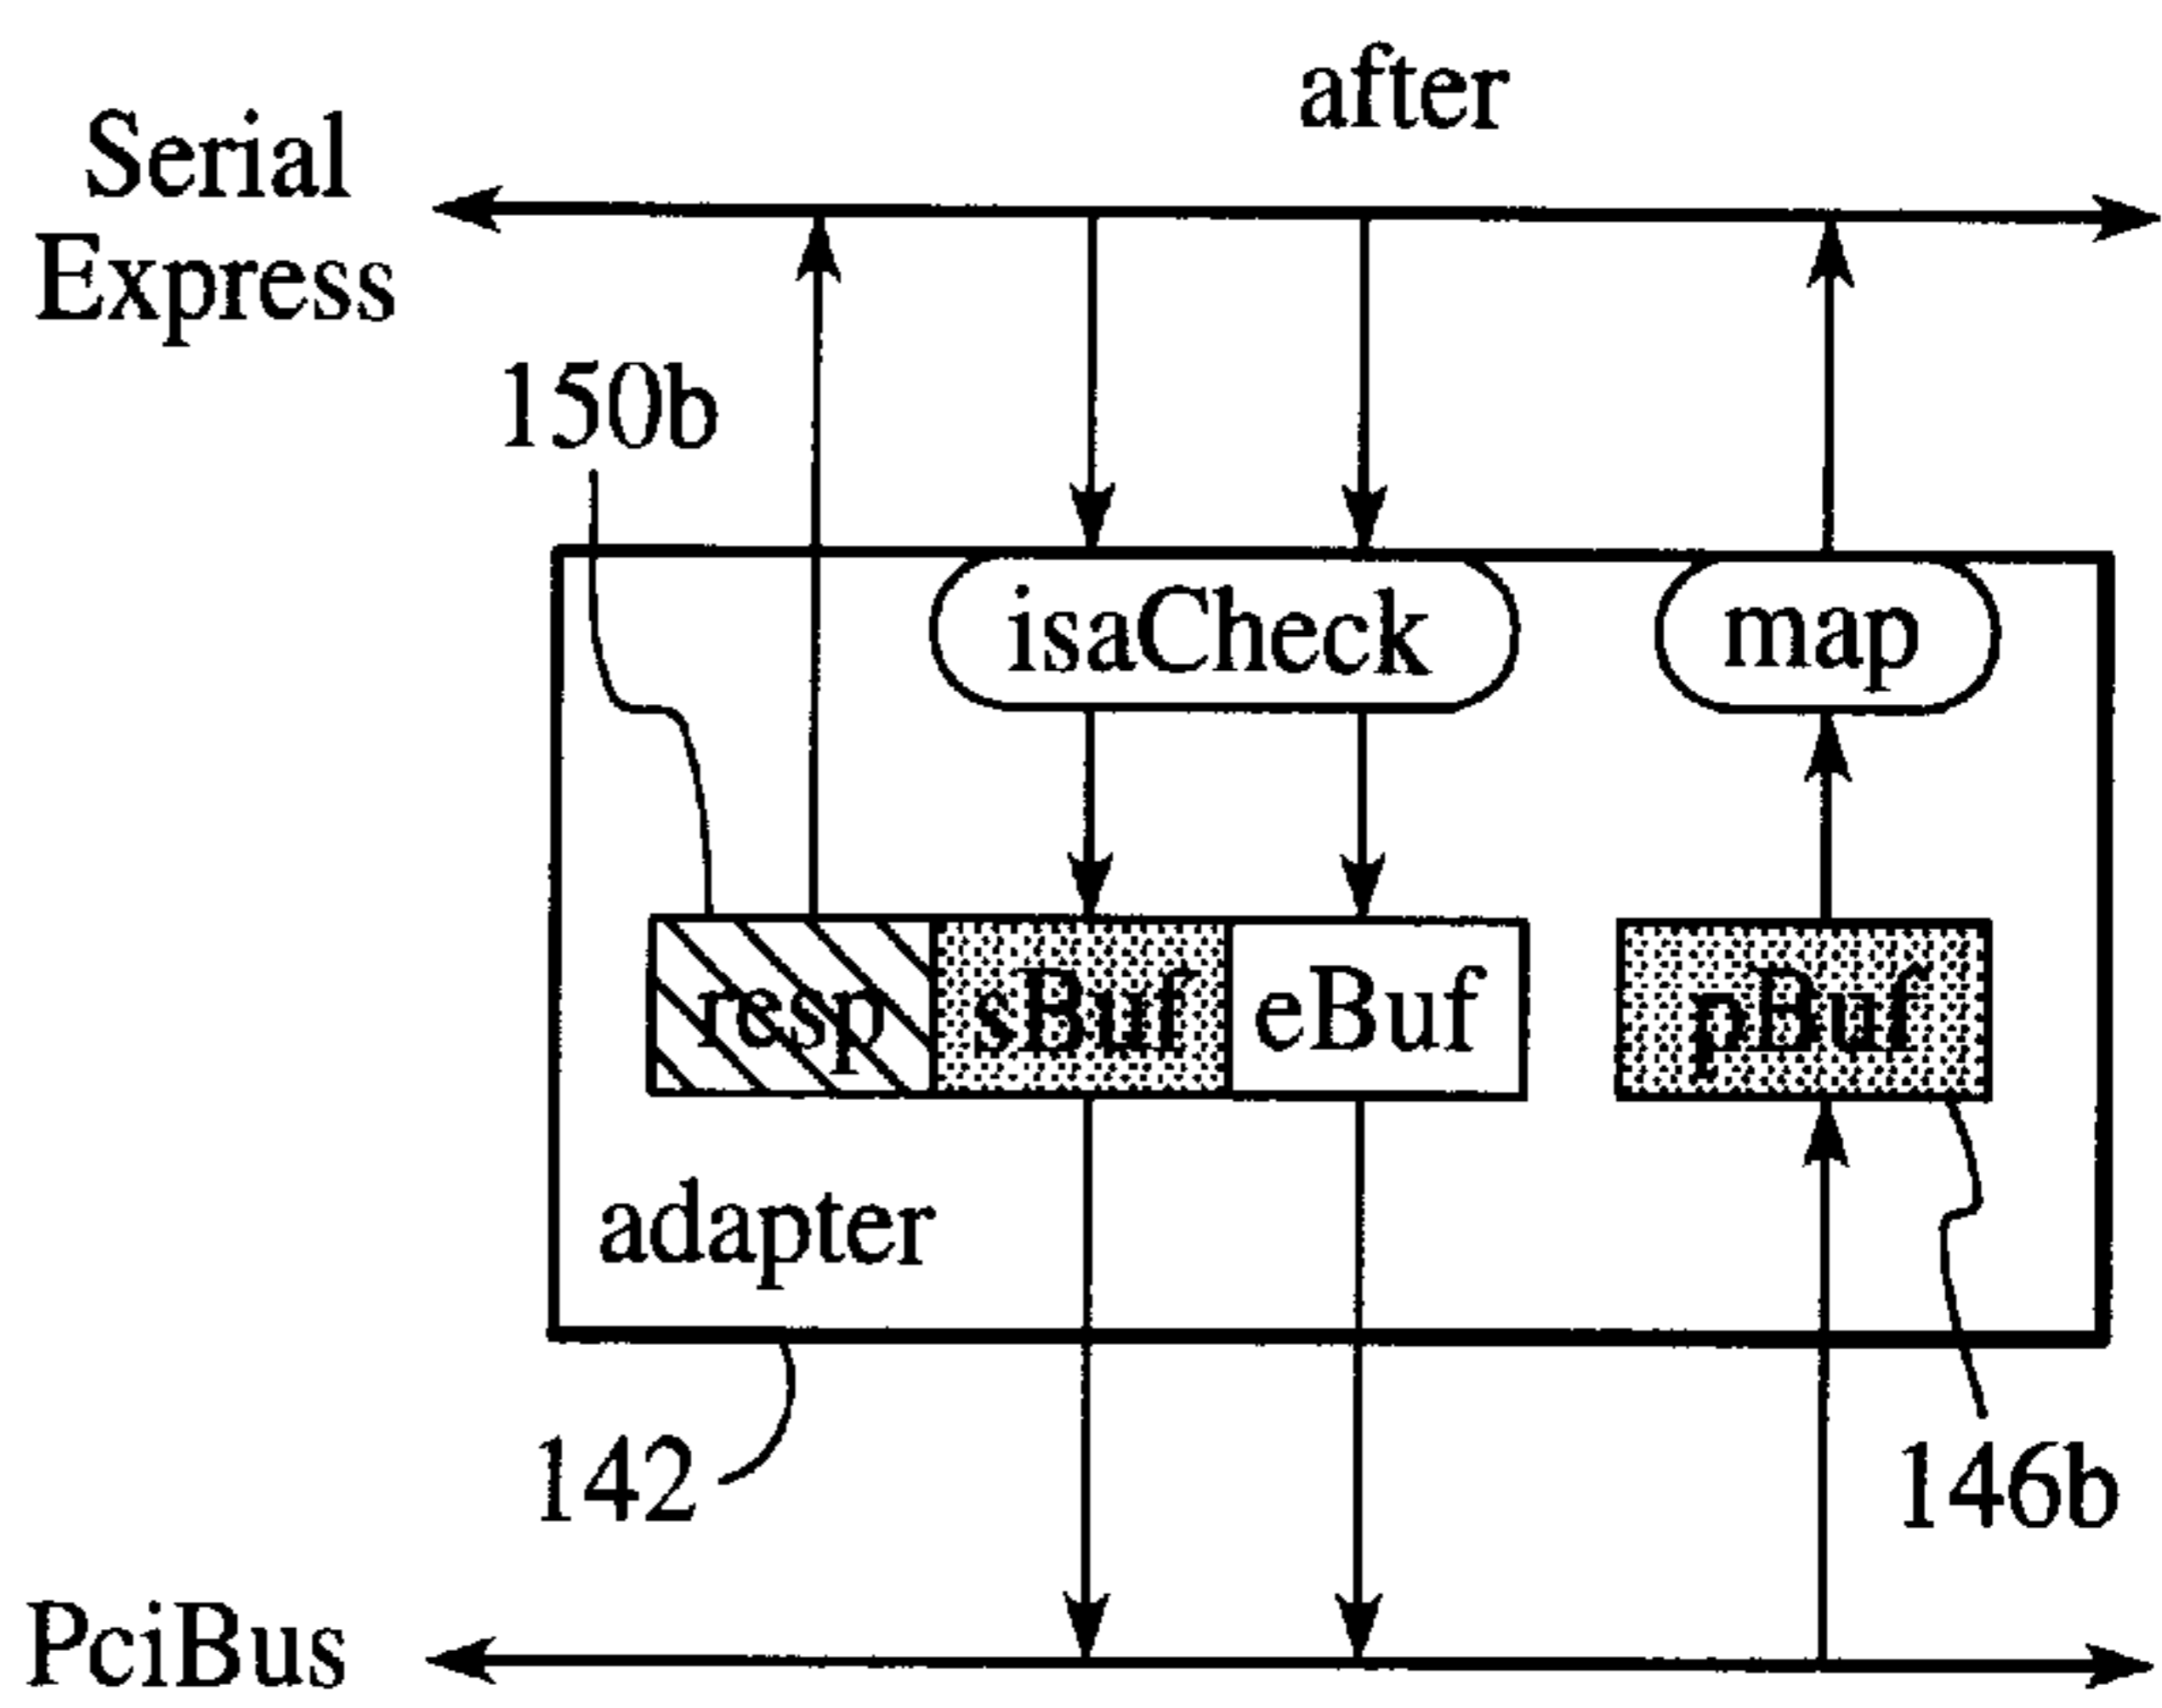 after
Serial
Express
150b
isaCheck
map
resp
sBuf
eBuf
pBuf
adapter
142
146b
PciBus